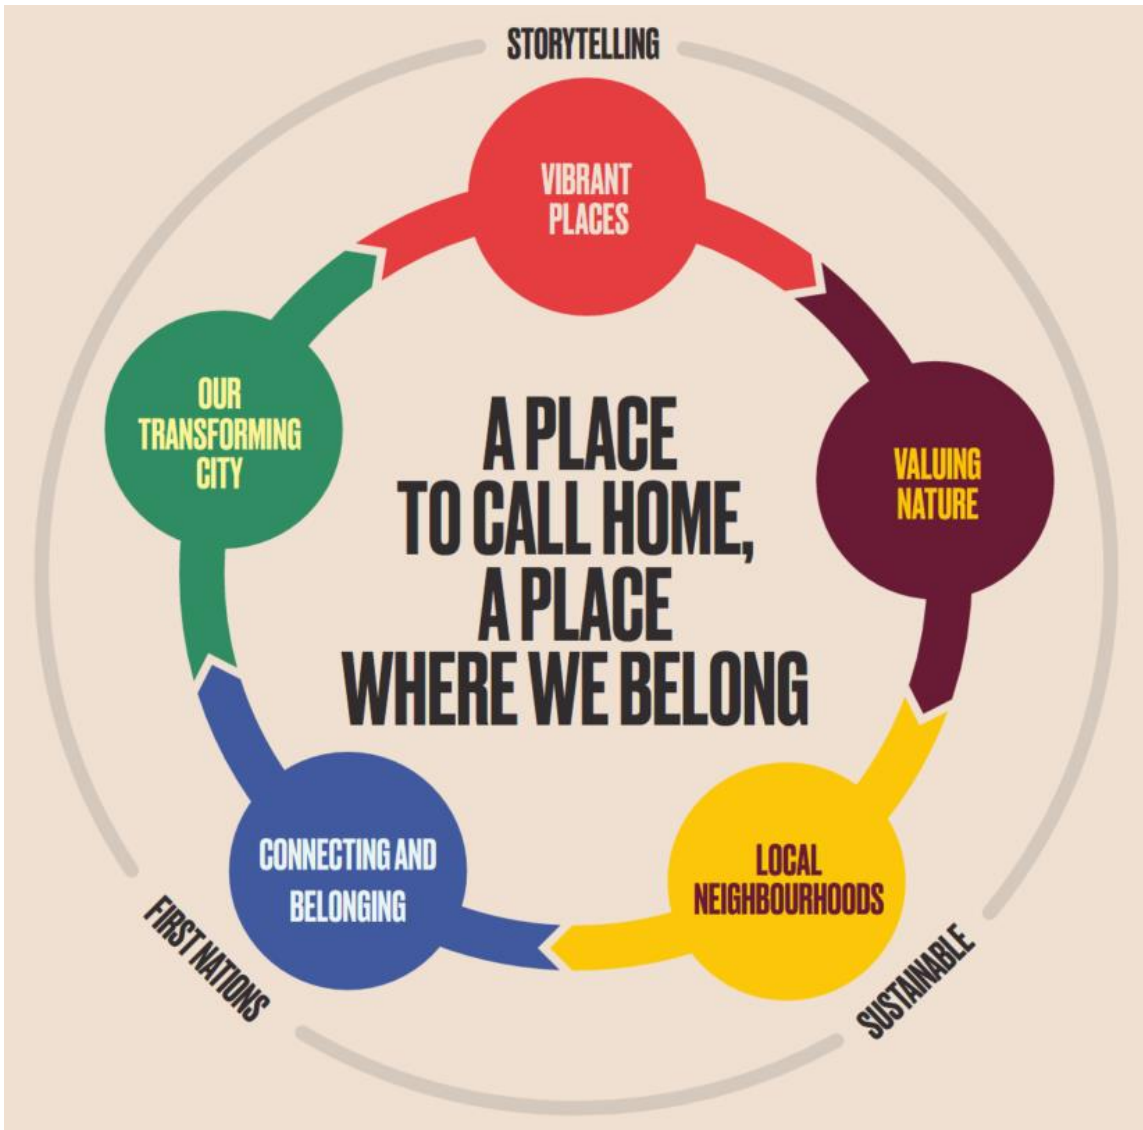 STORYTELLING
VIBRANT
PLACES
OUR
TRANSFORMING
CITY
VALUING
NATURE
A PLACE
TO CALL HOME,
A PLACE
WHERE WE BELONG
CONNECTING AND
BELONGING
LOCAL
NEIGHBOURHOODS
FIRST NATIONS
SUSTAINABLE